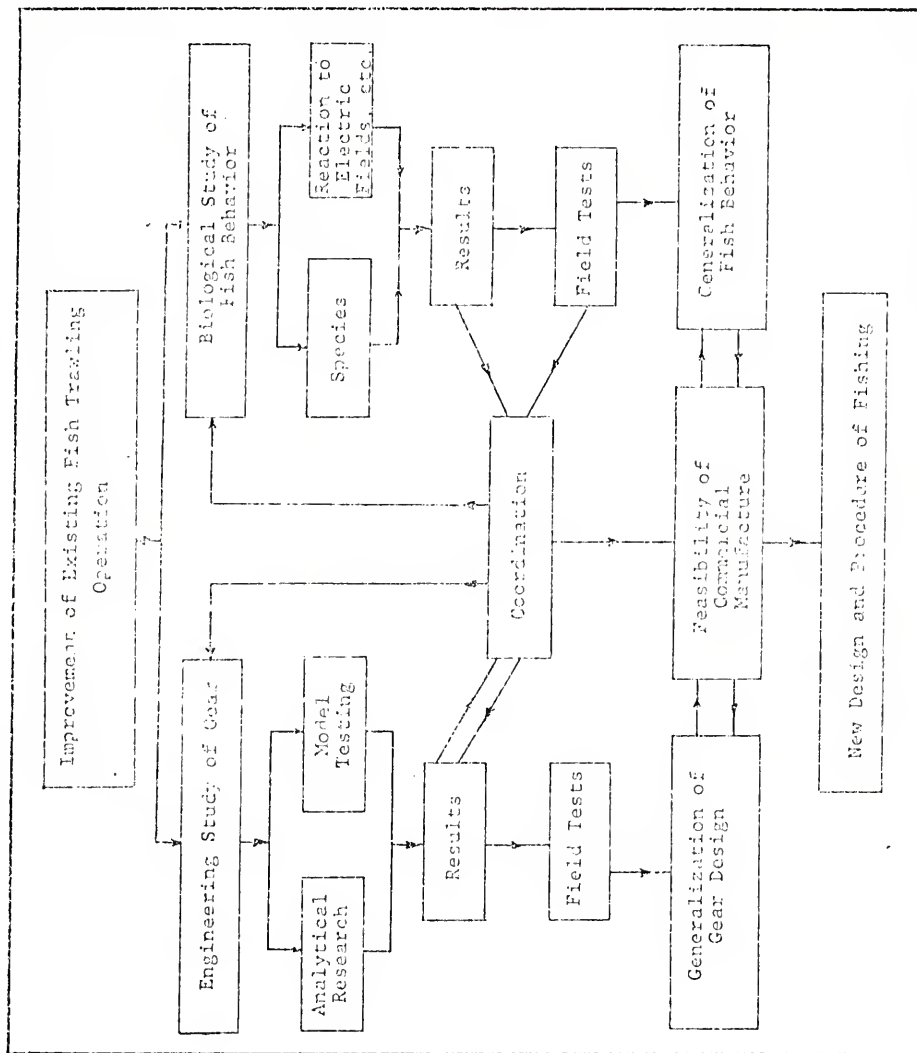 Improvement of Existing Fish Trawling
Operation
Engineering Study of Gear
Biological Study of
Fish Behavior
Analytical
Research
Model
Testing
Species
Reaction to
Electric
Fields, etc.
Results
Results
Coordination
Field Tests
Field Tests
Generalization of
Gear Design
Feasibility of
Commercial
Manufacture
Generalization of
Fish Behavior
New Design and Procedure of Fishing